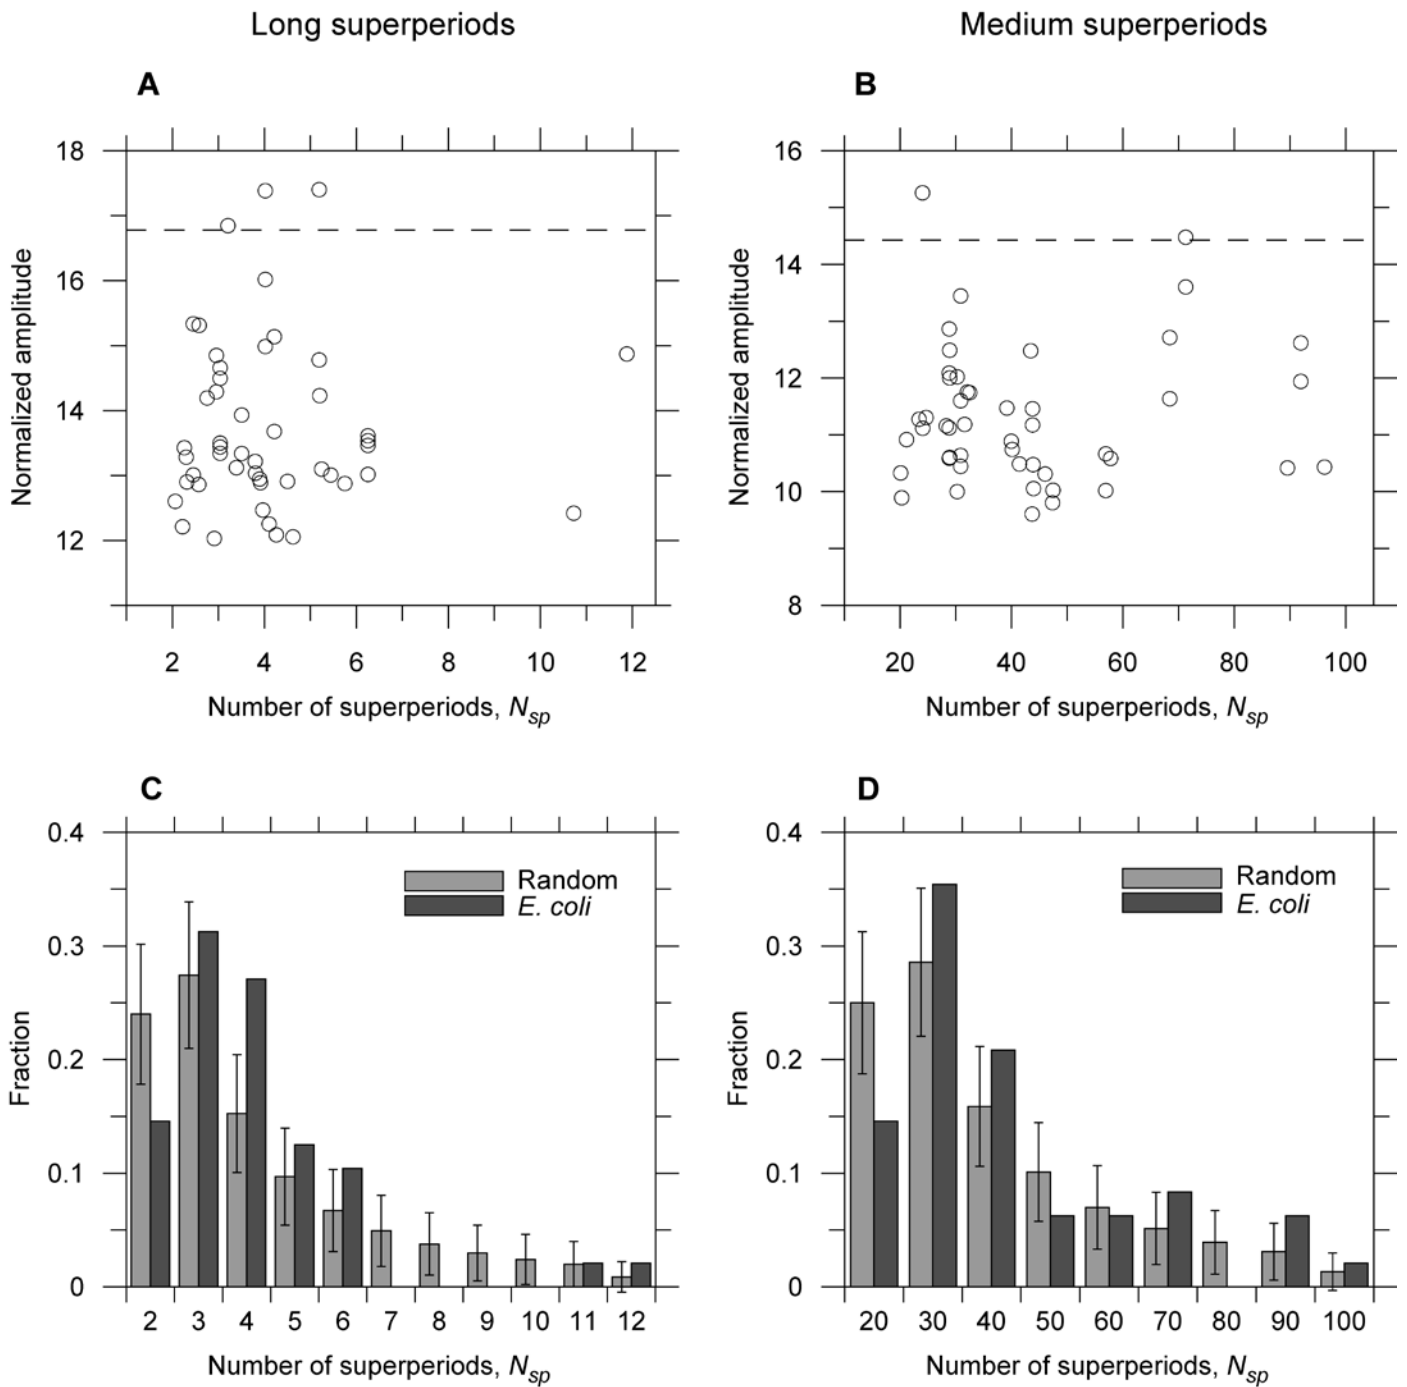 Long superperiods
Medium superperiods
A
B
18
16
14
12
Normalized amplitude
2 4 6 8 10 12
Number of superperiods, Nsp
16
14
12
10
8
Normalized amplitude
20 40 60 80 100
Number of superperiods, Nsp
C
D
0.4
0.3
0.2
0.1
0
Fraction
Random
E. coli
2 3 4 5 6 7 8 9 10 11 12
Number of superperiods, Nsp
0.4
0.3
0.2
0.1
0
Fraction
Random
E. coli
20 30 40 50 60 70 80 90 100
Number of superperiods, Nsp